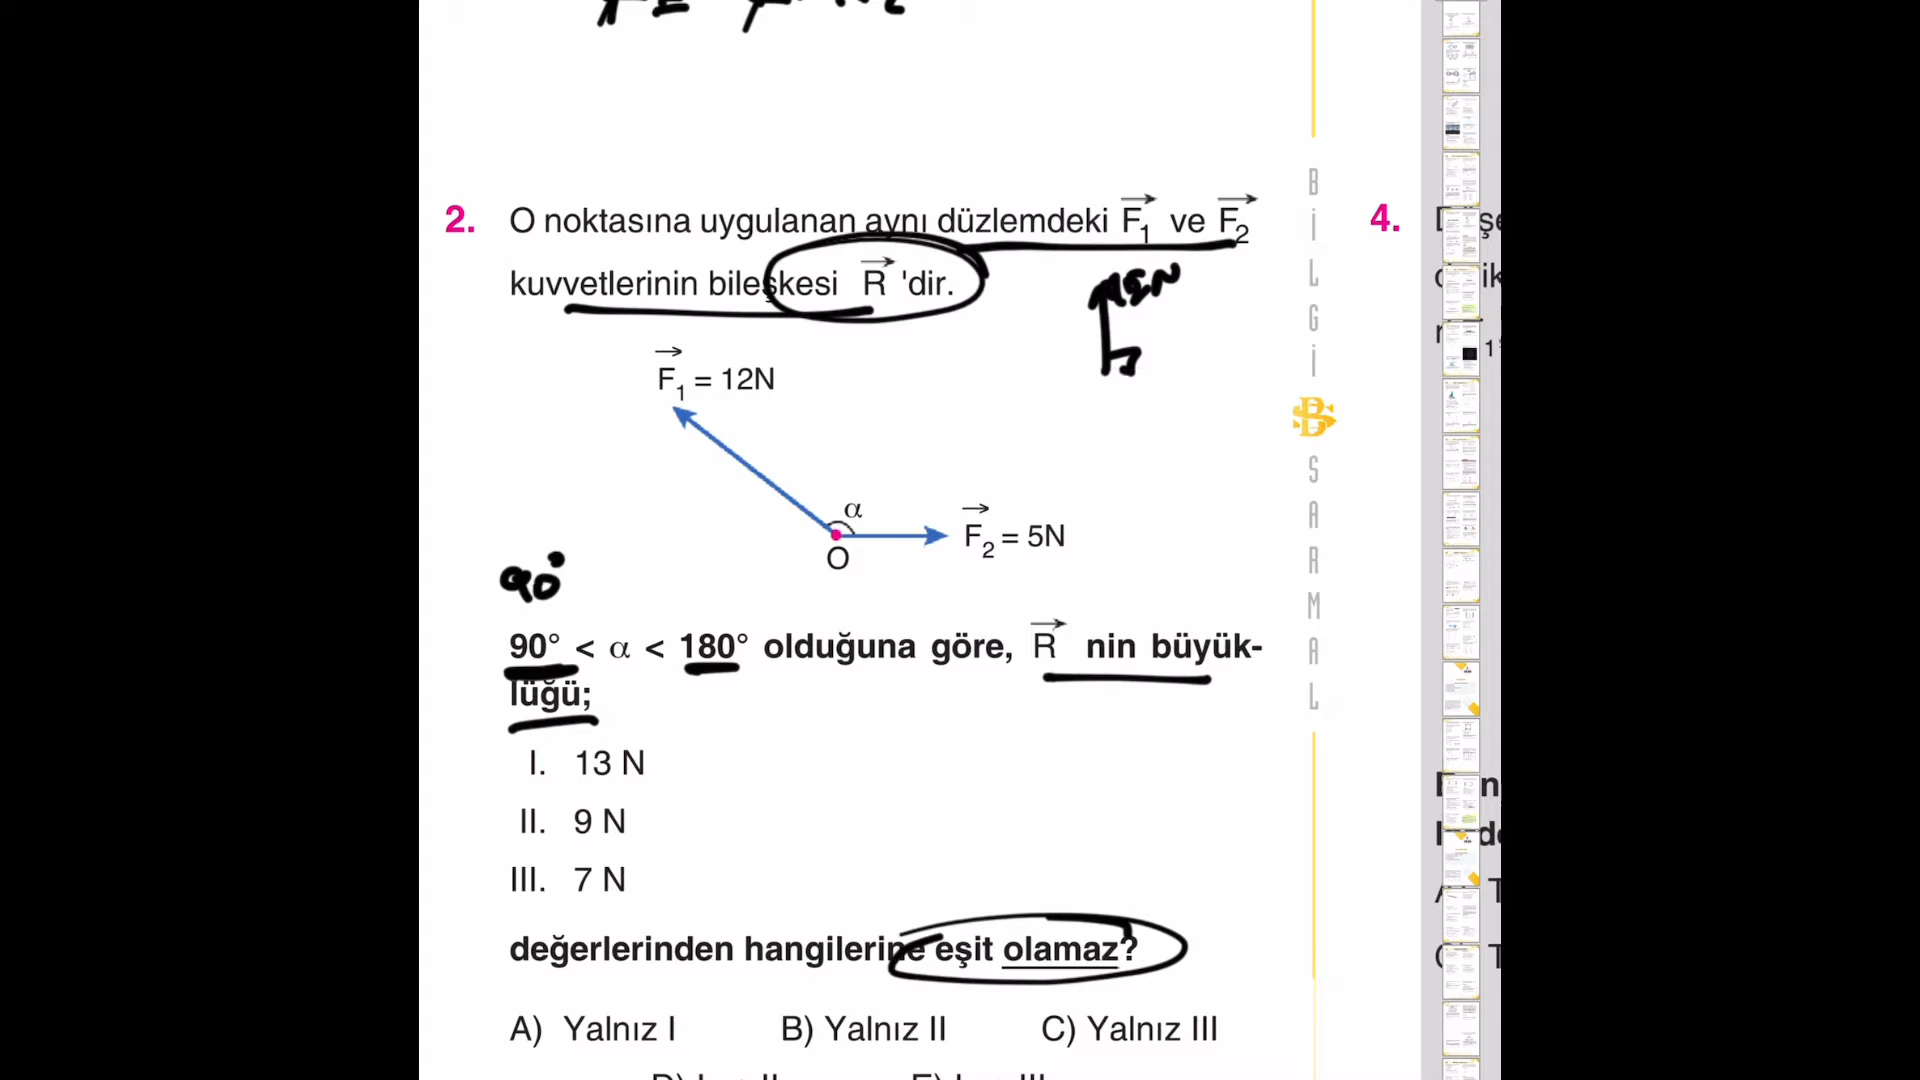 2. O noktasına uygulanan aynı düzlemdeki F1 ve F2
kuvvetlerinin bileşkesi R 'dir.
F1 = 12N
α
F2 = 5N
O
90°
90° < α < 180° olduğuna göre, R nin büyük-
lüğü;
I. 13 N
II. 9 N
III. 7 N
değerlerinden hangilerine eşit olamaz?
A) Yalnız I B) Yalnız II C) Yalnız III
BİLGİ
SARMAL
4.